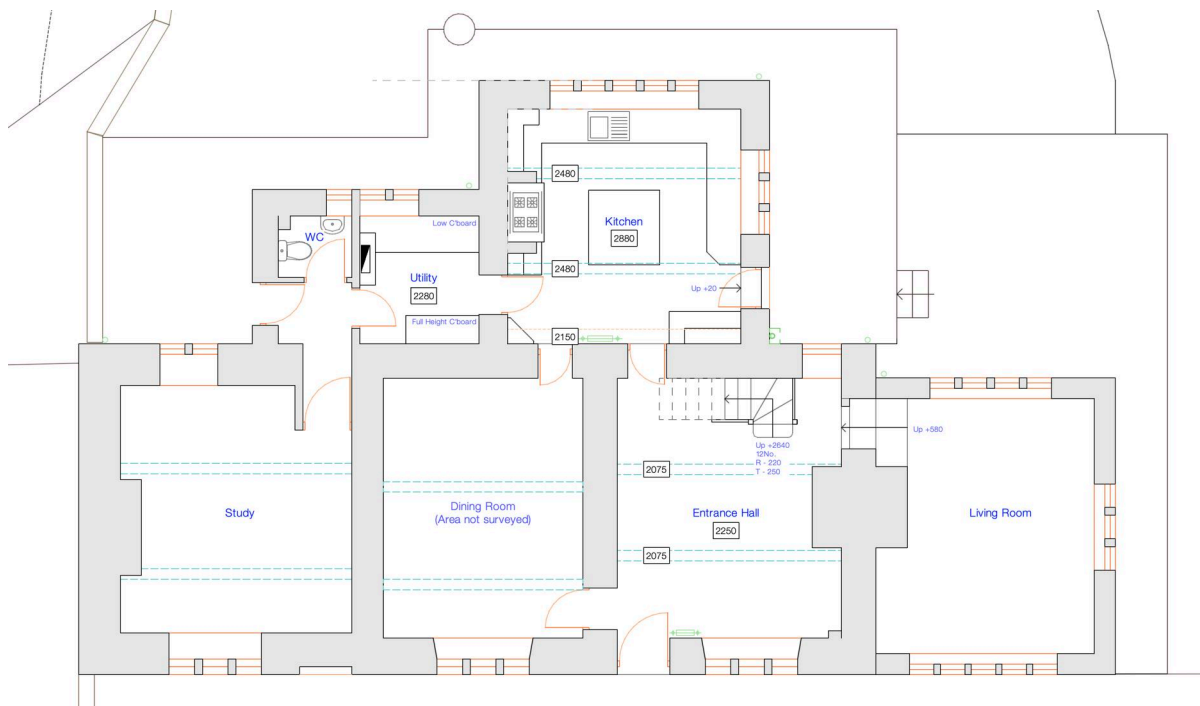 2480
Kitchen
2880
WC
Low C'board
Utility
2280
2480
Up +20
Full Height C'board
2150
Up +580
Up +2640
12No.
R - 220
T - 250
2075
Study
Dining Room
(Area not surveyed)
Entrance Hall
2250
Living Room
2075